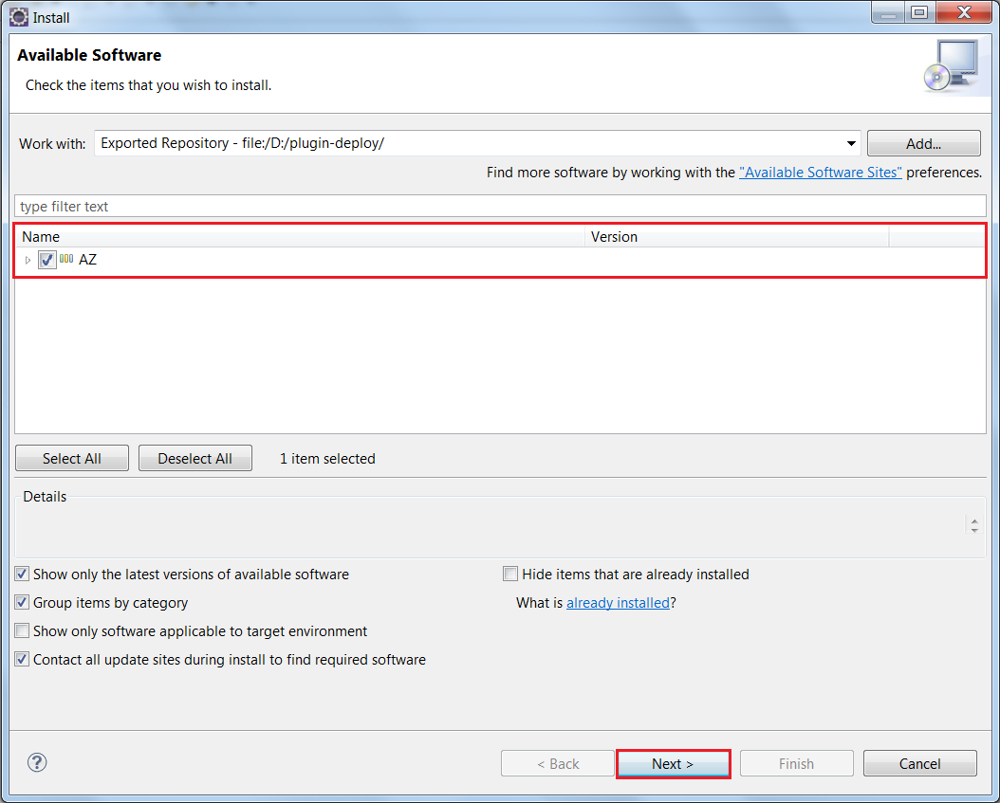 Install
Available Software
Check the items that you wish to install.
Work with: Exported Repository - file:/D:/plugin-deploy/ Add...
Find more software by working with the "Available Software Sites" preferences.
type filter text
Name Version
AZ
Select All Deselect All 1 item selected
Details
Show only the latest versions of available software Hide items that are already installed
Group items by category What is already installed?
Show only software applicable to target environment
Contact all update sites during install to find required software
? < Back Next > Finish Cancel